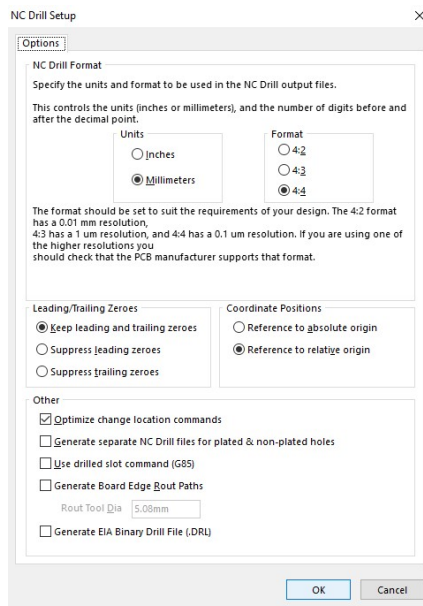 NC Drill Setup
Options
NC Drill Format
Specify the units and format to be used in the NC Drill output files.
This controls the units (inches or millimeters), and the number of digits before and
after the decimal point.
Units
Inches
Millimeters
Format
4:2
4:3
4:4
The format should be set to suit the requirements of your design. The 4:2 format
has a 0.01 mm resolution,
4:3 has a 1 um resolution, and 4:4 has a 0.1 um resolution. If you are using one of
the higher resolutions you
should check that the PCB manufacturer supports that format.
Leading/Trailing Zeroes
Keep leading and trailing zeroes
Suppress leading zeroes
Suppress trailing zeroes
Coordinate Positions
Reference to absolute origin
Reference to relative origin
Other
Optimize change location commands
Generate separate NC Drill files for plated & non-plated holes
Use drilled slot command (G85)
Generate Board Edge Rout Paths
Rout Tool Dia 5.08mm
Generate EIA Binary Drill File (.DRL)
OK Cancel